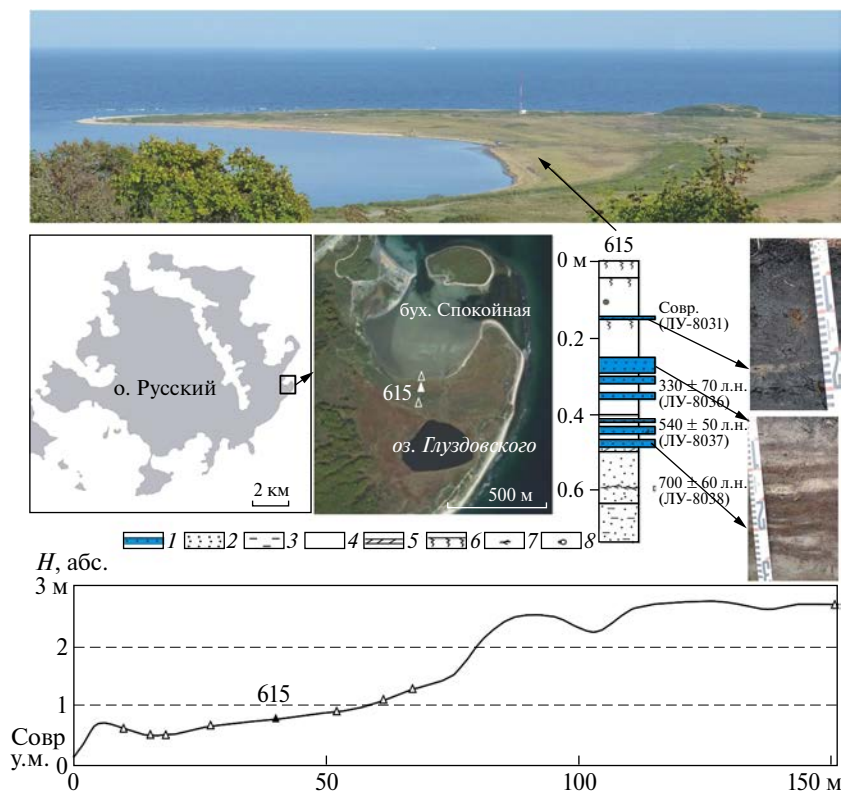 615
0 м
Совр.
(ЛУ-8031)
0.2
330 ± 70 л.н.
(ЛУ-8036)
0.4
540 ± 50 л.н.
(ЛУ-8037)
0.6
700 ± 60 л.н.
(ЛУ-8038)
о. Русский
2 км
бух. Спокойная
615
оз. Глуздовского
500 м
1 2 3 4 5 6 7 8
H, абс.
3 м
2
1
615
Совр
у.м. 0
0 50 100 150 м